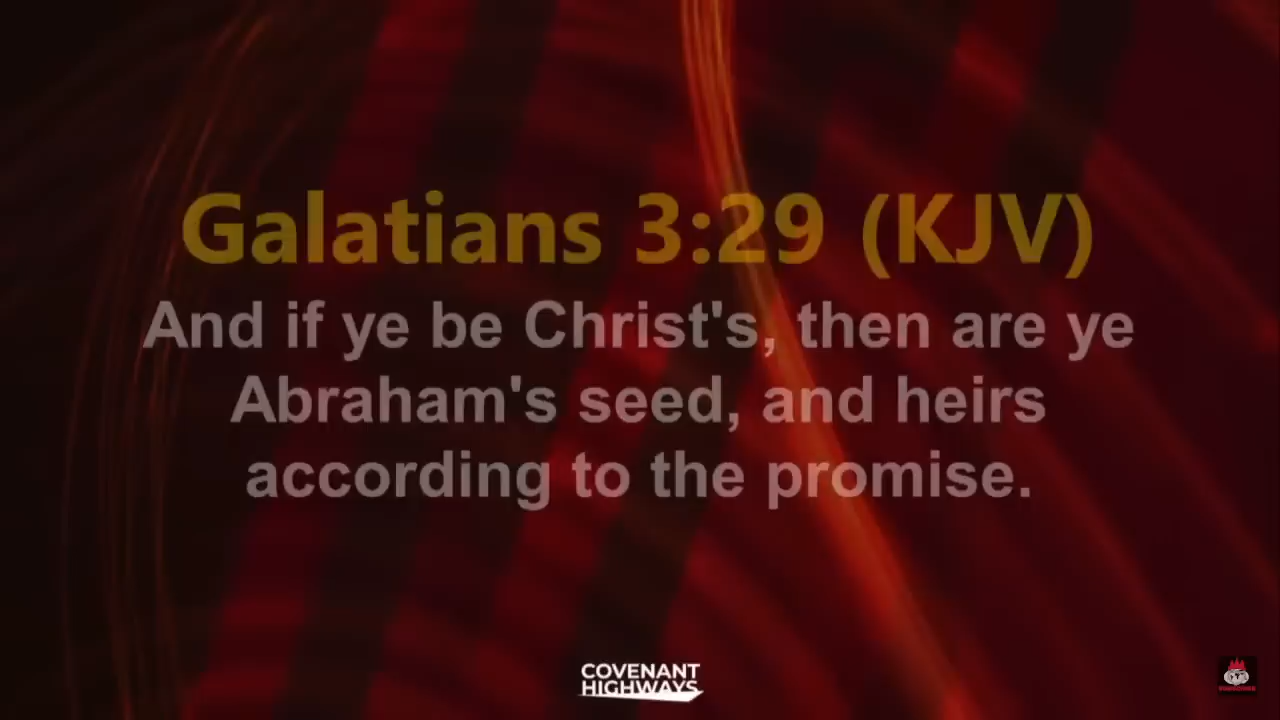 Galatians 3:29 (KJV)
And if ye be Christ's, then are ye
Abraham's seed, and heirs
according to the promise.
COVENANT
HIGHWAYS